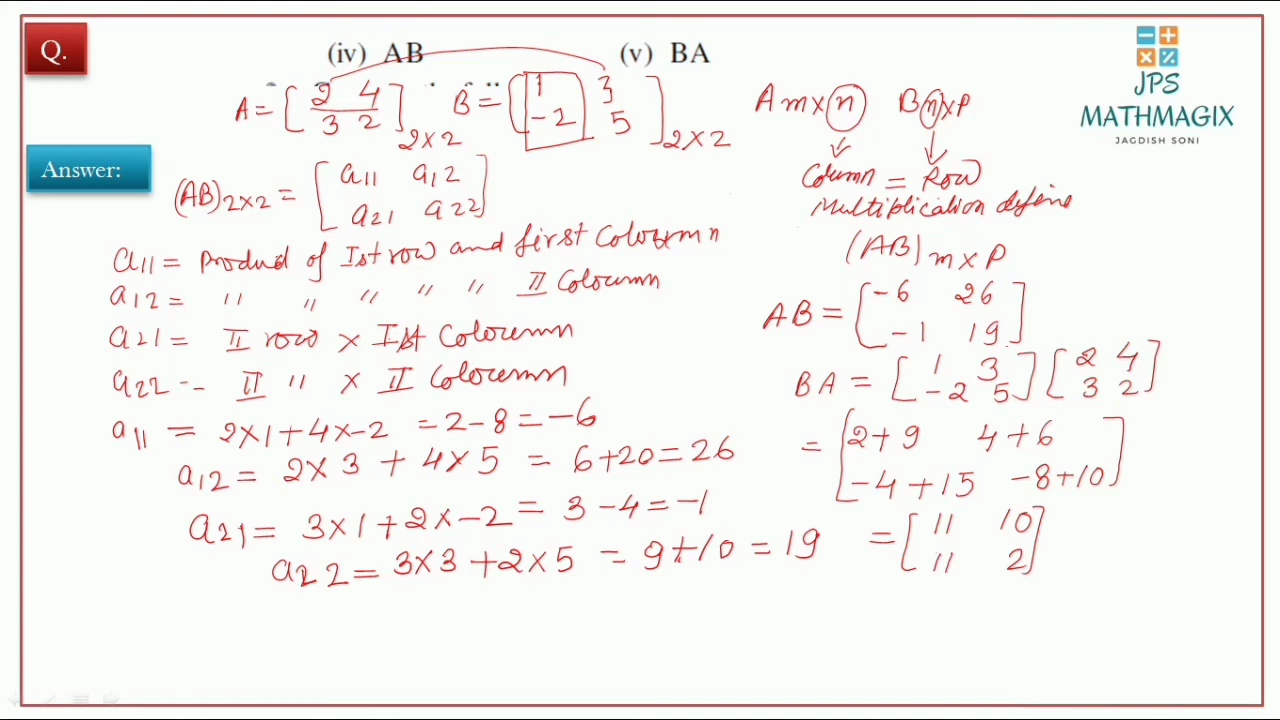 Q.
(iv) AB (v) BA
JPS
MATHMAGIX
JAGDISH SONI
A = [ 2 4 B = [ 1 3
3 2 ] 2×2 -2 5 ] 2×2
A m×n B n×p
Column = Row
Multiplication define
(AB) m×P
Answer:
(AB)2×2 = [ a11 a12
a21 a22 ]
a11 = Product of Ist row and first Coloumn
a12 = " " " " " II Coloumn
a21 = II row × Ist Coloumn
a22 -- II " × II Coloumn
a11 = 2×1+4×-2 = 2-8 = -6
a12 = 2×3 + 4×5 = 6+20=26
a21 = 3×1+2×-2 = 3-4 = -1
a22 = 3×3+2×5 = 9+10 = 19
AB = [ -6 26
-1 19 ]
BA = [ 1 3 ] [ 2 4 ]
-2 5 3 2
= [ 2+9 4+6
-4+15 -8+10 ]
= [ 11 10
11 2 ]